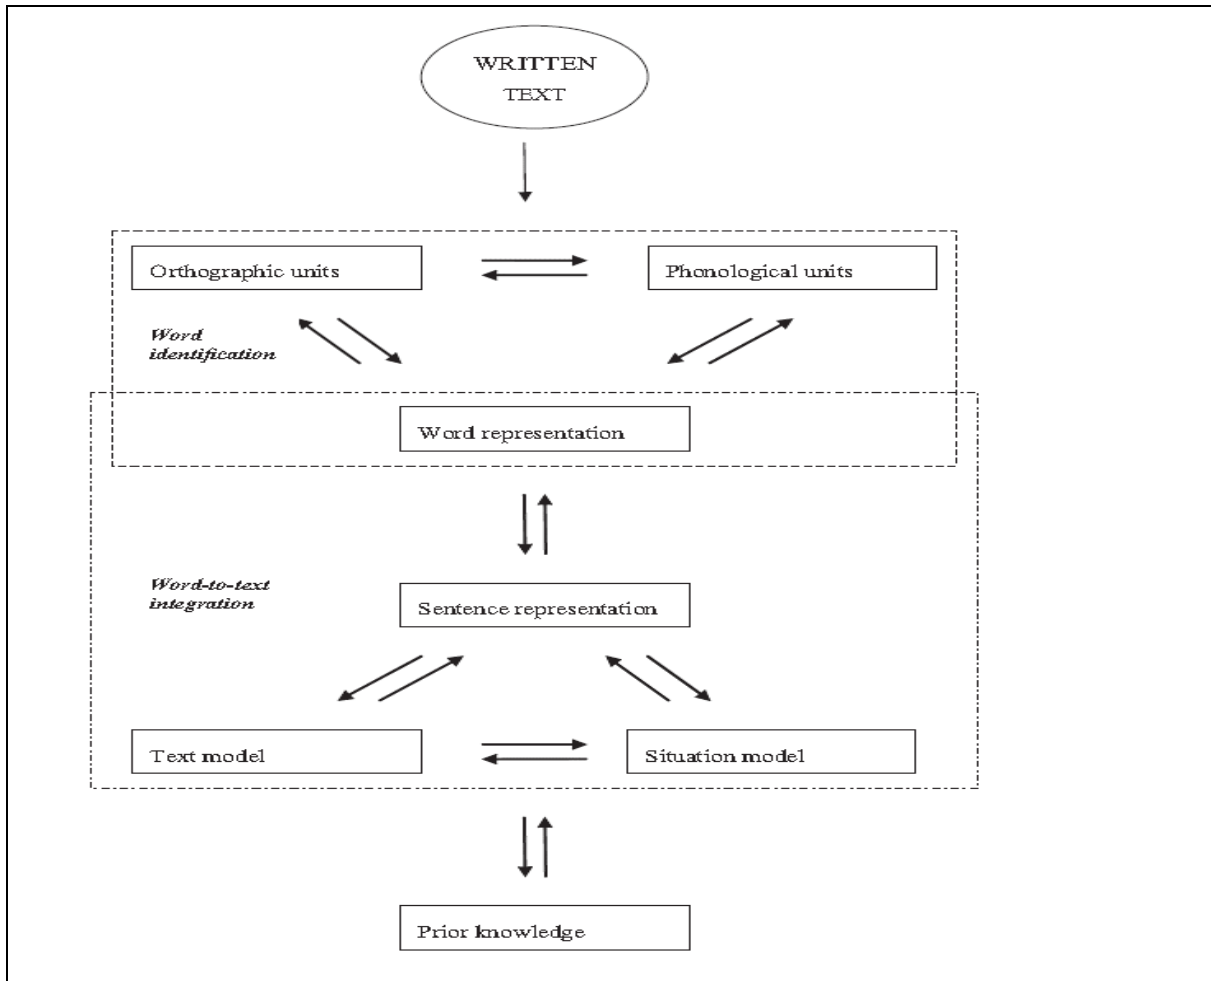 WRITTEN
TEXT
Orthographic units
Phonological units
Word
identification
Word representation
Word-to-text
integration
Sentence representation
Text model
Situation model
Prior knowledge